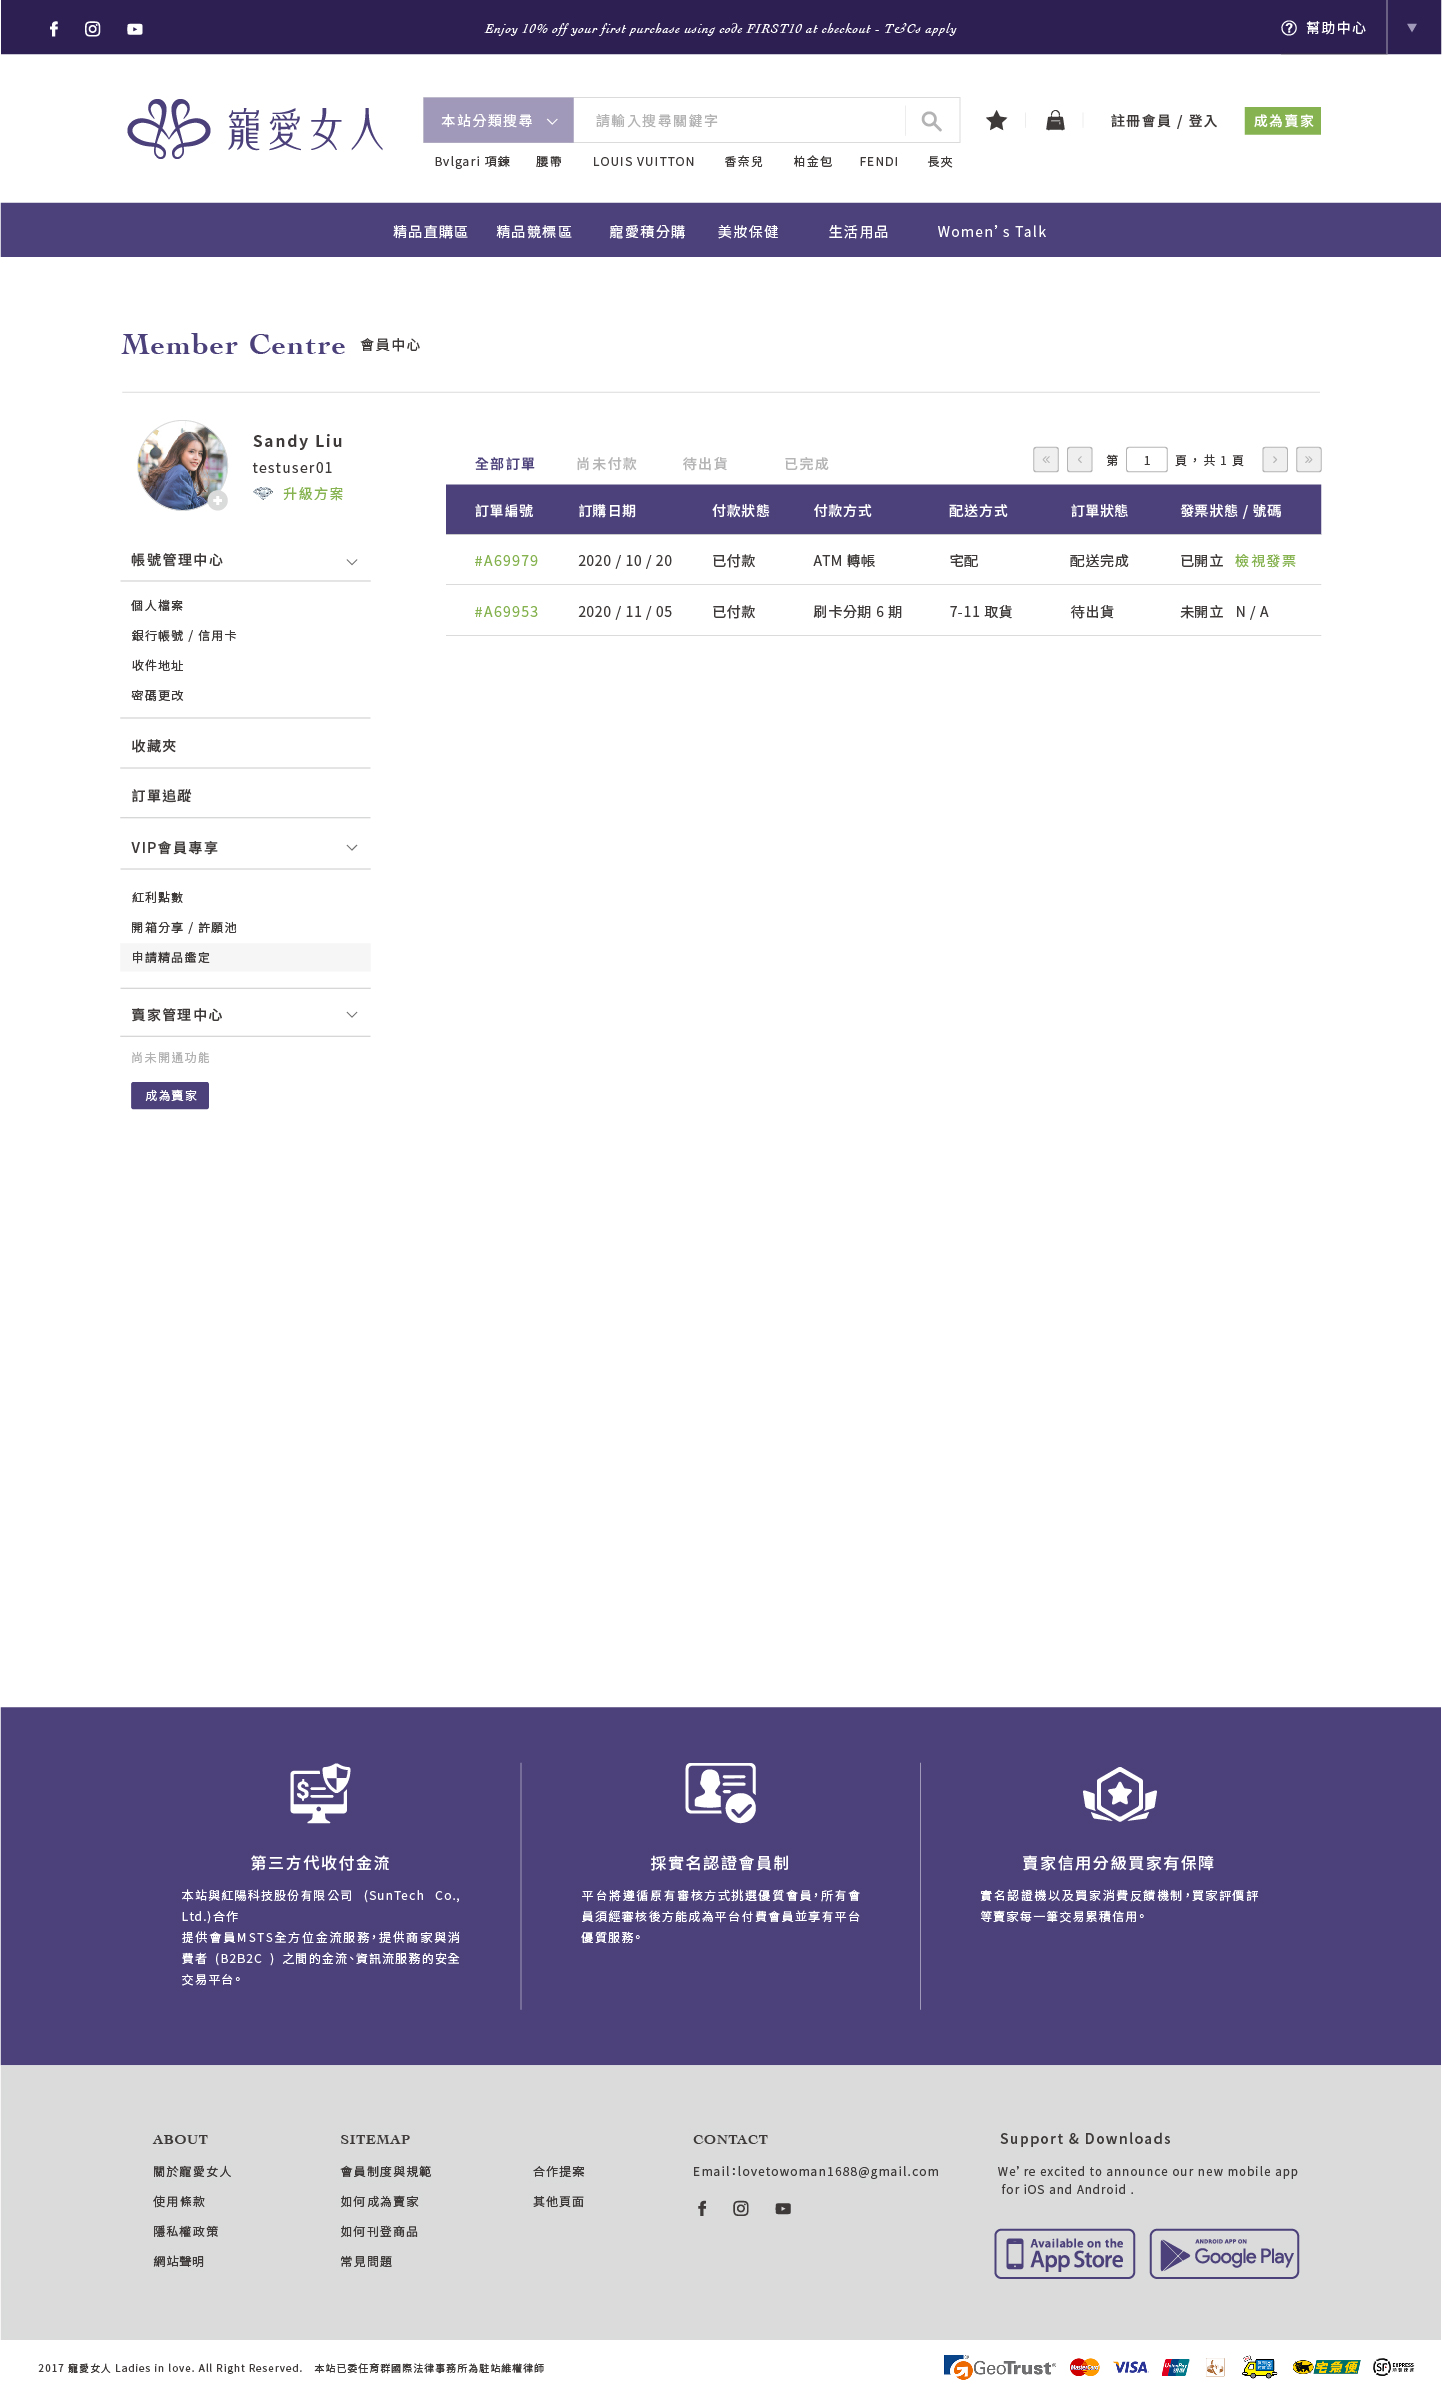 Enjoy 10% off your first purchase using code FIRST10 at checkout - T&Cs apply
幫助中心
寵愛女人
本站分類搜尋
請輸入搜尋關鍵字
註冊會員 / 登入
成為賣家
Bvlgari 項鍊 腰帶 LOUIS VUITTON 香奈兒 柏金包 FENDI 長夾
精品直購區 精品競標區 寵愛積分購 美妝保健 生活用品 Women's Talk
Member Centre 會員中心
Sandy Liu
testuser01
升級方案
帳號管理中心
個人檔案
銀行帳號 / 信用卡
收件地址
密碼更改
收藏夾
訂單追蹤
VIP會員專享
紅利點數
開箱分享 / 許願池
申請精品鑑定
賣家管理中心
尚未開通功能
成為賣家
全部訂單 尚未付款 待出貨 已完成
« ‹ 第 1 頁，共 1 頁 › »
訂單編號 訂購日期 付款狀態 付款方式 配送方式 訂單狀態 發票狀態 / 號碼
#A69979 2020 / 10 / 20 已付款 ATM 轉帳 宅配 配送完成 已開立 檢視發票
#A69953 2020 / 11 / 05 已付款 刷卡分期 6 期 7-11 取貨 待出貨 未開立 N / A
第三方代收付金流
本站與紅陽科技股份有限公司 (SunTech Co.,
Ltd.)合作
提供會員MSTS全方位金流服務，提供商家與消
費者 (B2B2C ) 之間的金流、資訊流服務的安全
交易平台。
採實名認證會員制
平台將遵循原有審核方式挑選優質會員，所有會
員須經審核後方能成為平台付費會員並享有平台
優質服務。
賣家信用分級買家有保障
實名認證機以及買家消費反饋機制，買家評價評
等賣家每一筆交易累積信用。
ABOUT
關於寵愛女人
使用條款
隱私權政策
網站聲明
SITEMAP
會員制度與規範
如何成為賣家
如何刊登商品
常見問題
合作提案
其他頁面
CONTACT
Email：lovetowoman1688@gmail.com
Support & Downloads
We're excited to announce our new mobile app
for iOS and Android .
Available on the
App Store
ANDROID APP ON
Google Play
2017 寵愛女人 Ladies in love. All Right Reserved. 本站已委任育群國際法律事務所為駐站維權律師
GeoTrust
MasterCard
VISA
UnionPay
宅急便
SF EXPRESS